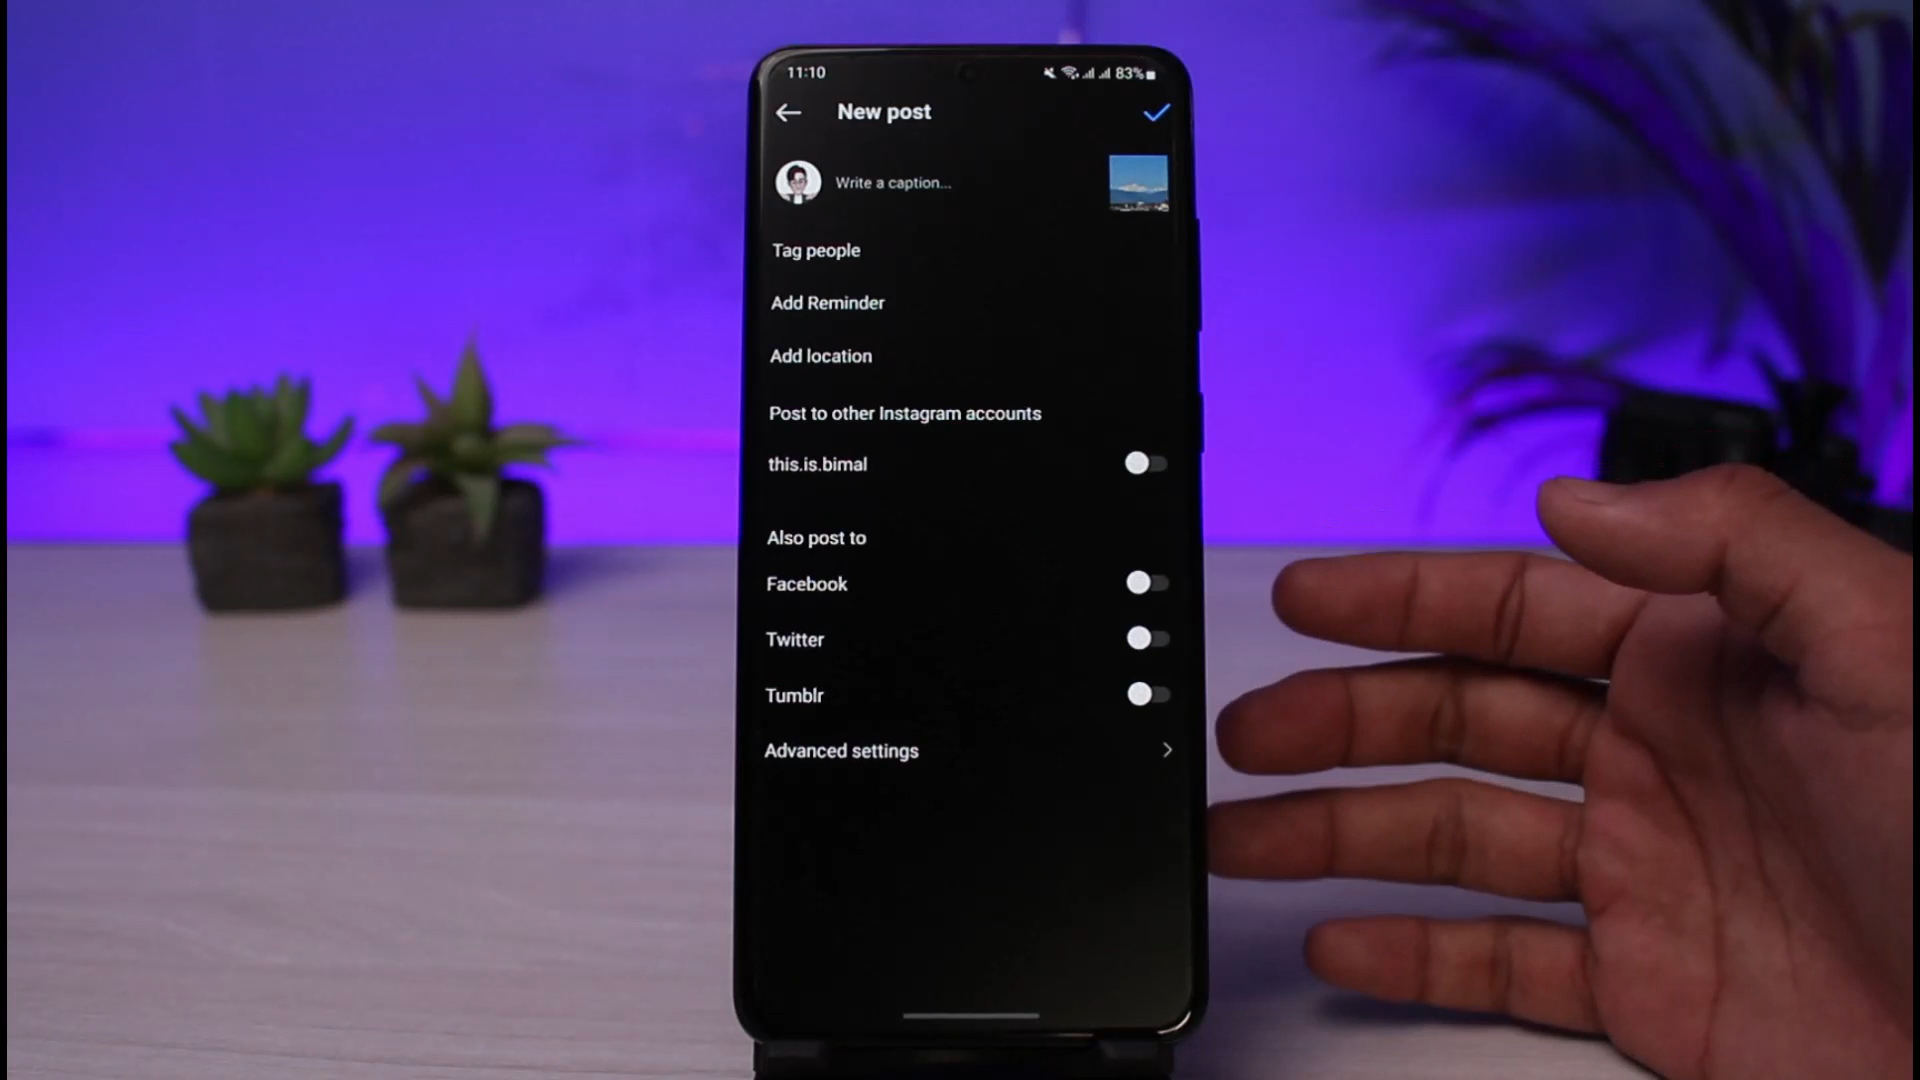 11:10 83%
New post
Write a caption...
Tag people
Add Reminder
Add location
Post to other Instagram accounts
this.is.bimal
Also post to
Facebook
Twitter
Tumblr
Advanced settings